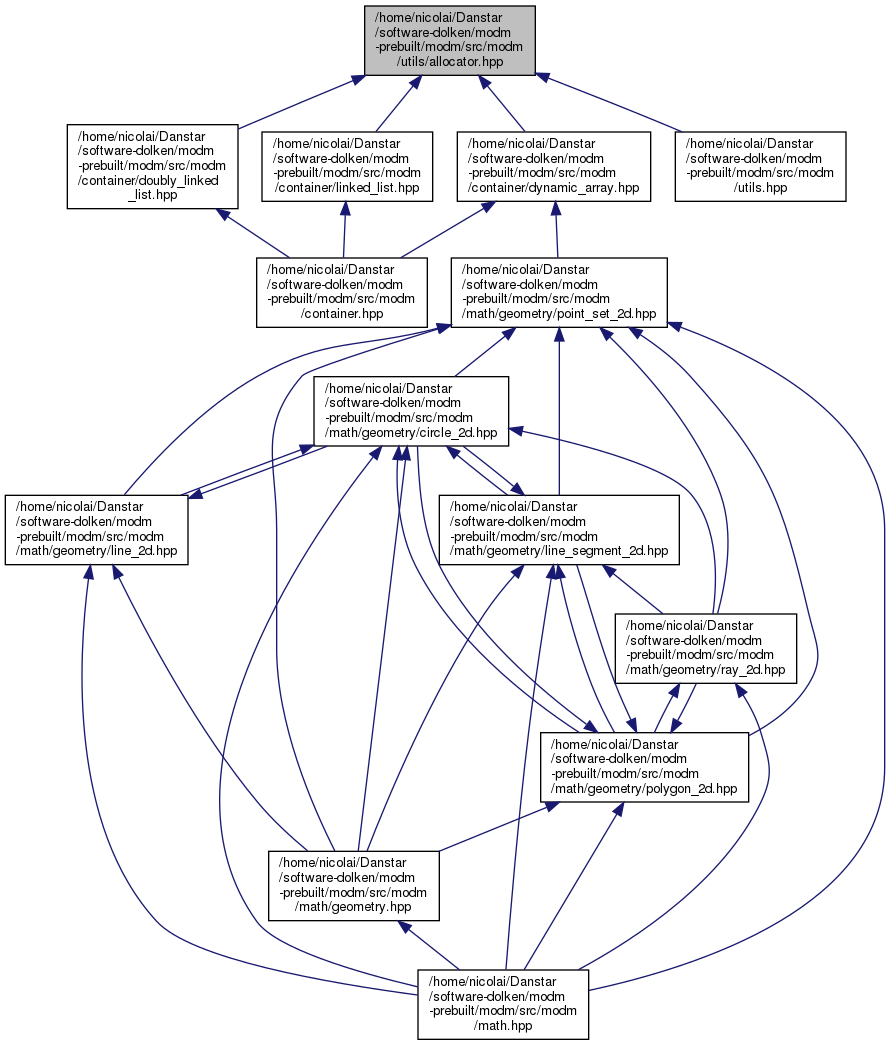 /home/nicolai/Danstar
/software-dolken/modm
-prebuilt/modm/src/modm
/utils/allocator.hpp
/home/nicolai/Danstar
/software-dolken/modm
-prebuilt/modm/src/modm
/container/doubly_linked
_list.hpp
/home/nicolai/Danstar
/software-dolken/modm
-prebuilt/modm/src/modm
/container/linked_list.hpp
/home/nicolai/Danstar
/software-dolken/modm
-prebuilt/modm/src/modm
/container/dynamic_array.hpp
/home/nicolai/Danstar
/software-dolken/modm
-prebuilt/modm/src/modm
/utils.hpp
/home/nicolai/Danstar
/software-dolken/modm
-prebuilt/modm/src/modm
/container.hpp
/home/nicolai/Danstar
/software-dolken/modm
-prebuilt/modm/src/modm
/math/geometry/point_set_2d.hpp
/home/nicolai/Danstar
/software-dolken/modm
-prebuilt/modm/src/modm
/math/geometry/circle_2d.hpp
/home/nicolai/Danstar
/software-dolken/modm
-prebuilt/modm/src/modm
/math/geometry/line_2d.hpp
/home/nicolai/Danstar
/software-dolken/modm
-prebuilt/modm/src/modm
/math/geometry/line_segment_2d.hpp
/home/nicolai/Danstar
/software-dolken/modm
-prebuilt/modm/src/modm
/math/geometry/ray_2d.hpp
/home/nicolai/Danstar
/software-dolken/modm
-prebuilt/modm/src/modm
/math/geometry/polygon_2d.hpp
/home/nicolai/Danstar
/software-dolken/modm
-prebuilt/modm/src/modm
/math/geometry.hpp
/home/nicolai/Danstar
/software-dolken/modm
-prebuilt/modm/src/modm
/math.hpp